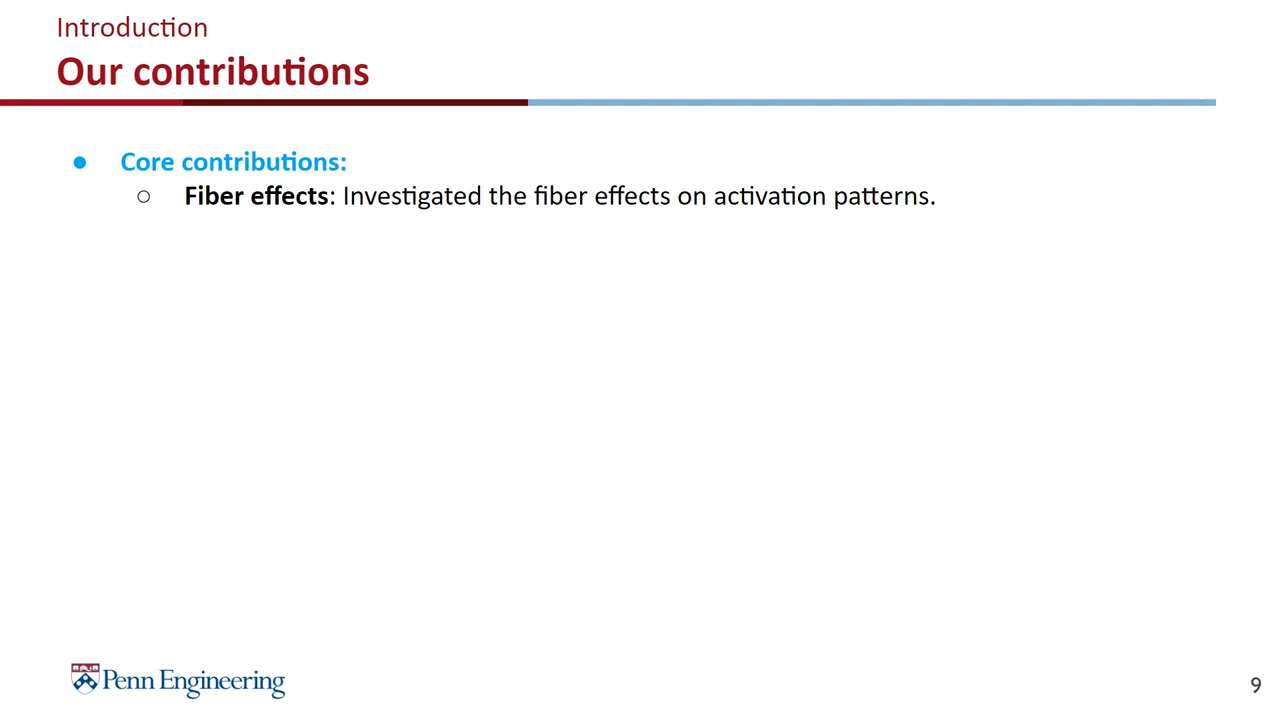 Introduction
Our contributions
● Core contributions:
○ Fiber effects: Investigated the fiber effects on activation patterns.
Penn Engineering
9